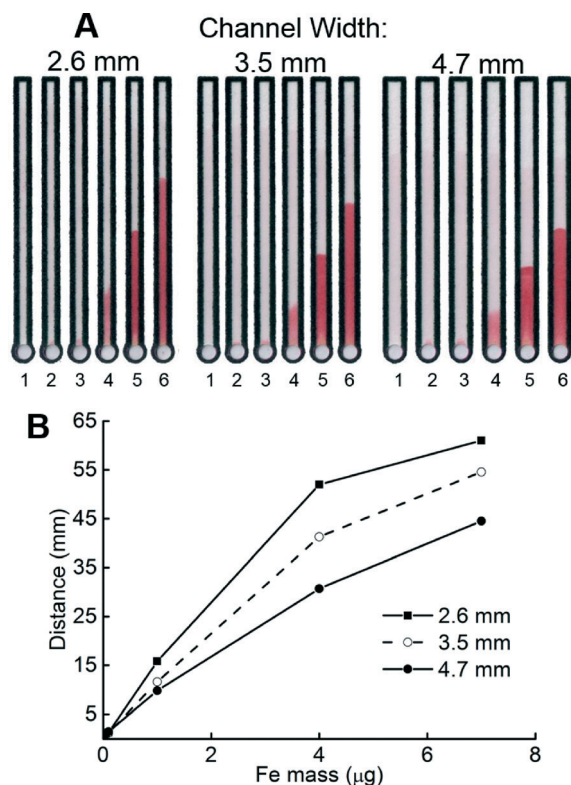 A Channel Width:
2.6 mm 3.5 mm 4.7 mm
1 2 3 4 5 6 1 2 3 4 5 6 1 2 3 4 5 6
B
65
55
45
35
25
15
5
Distance (mm)
2.6 mm
3.5 mm
4.7 mm
0 2 4 6 8
Fe mass (μg)